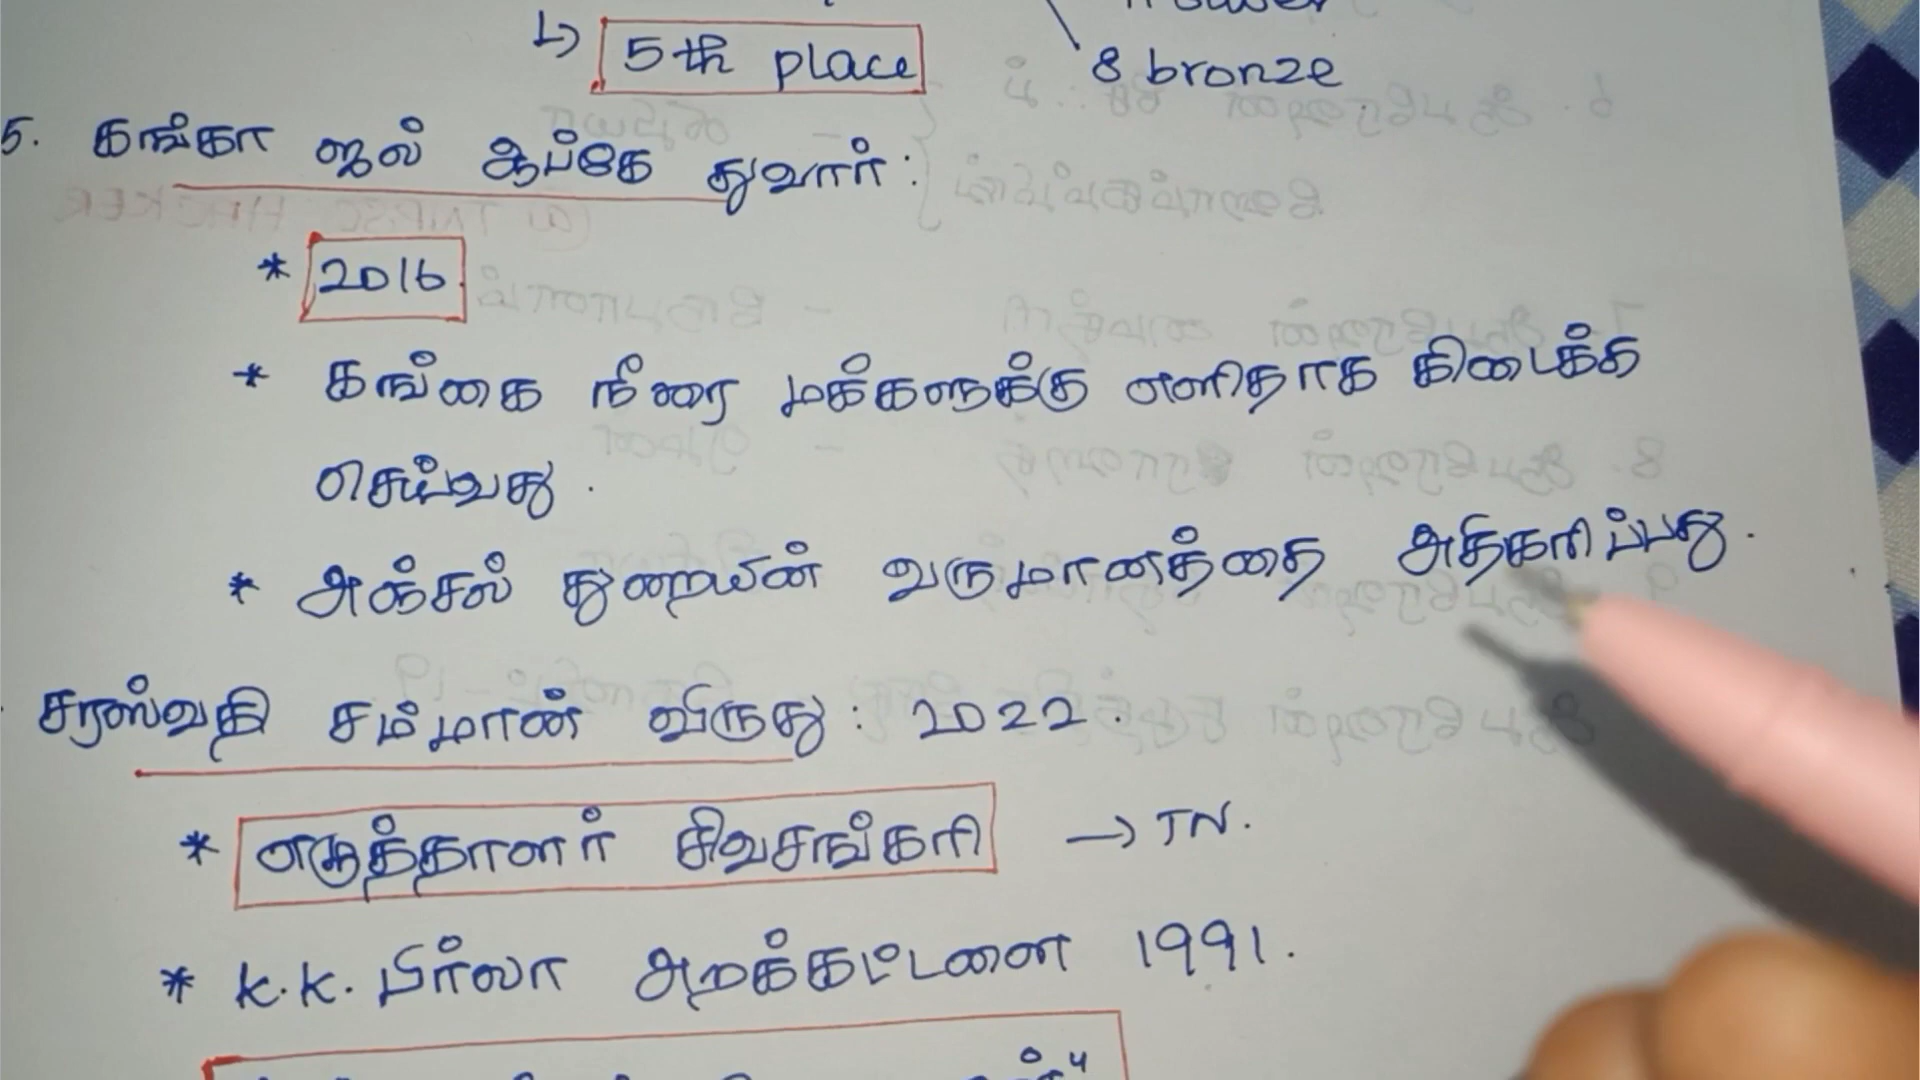 ↳ 5th place
8 bronze
5. கங்கா ஜல் ஆப்கே துவார் :
* 2016
* கங்கை நீரை மக்களுக்கு எளிதாக கிடைக்க
செய்வது .
* அஞ்சல் துறையின் வருமானத்தை அதிகரிப்பது .
. சரஸ்வதி சம்மான் விருது : 2022 .
* எழுத்தாளர் சிவசங்கரி → TN .
* K.K. பிர்லா அறக்கட்டளை 1991 .